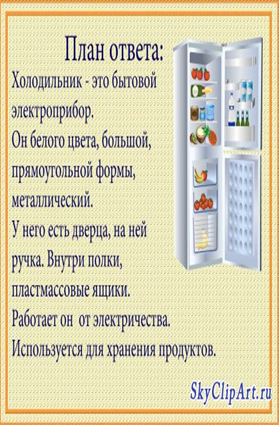 План ответа:
Холодильник - это бытовой
электроприбор.
Он белого цвета, большой,
прямоугольной формы,
металлический.
У него есть дверца, на ней
ручка. Внутри полки,
пластмассовые ящики.
Работает он от электричества.
Используется для хранения продуктов.
SkyClipArt.ru